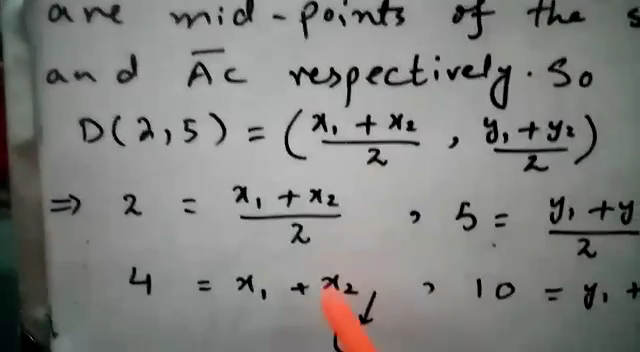 are mid-points of the
and A̅C̅ respectively. So
D(2,5) = (x₁ + x₂ / 2 , y₁ + y₂ / 2)
⇒ 2 = x₁ + x₂ / 2 , 5 = y₁ + y / 2
4 = x₁ + x₂ , 10 = y₁ +